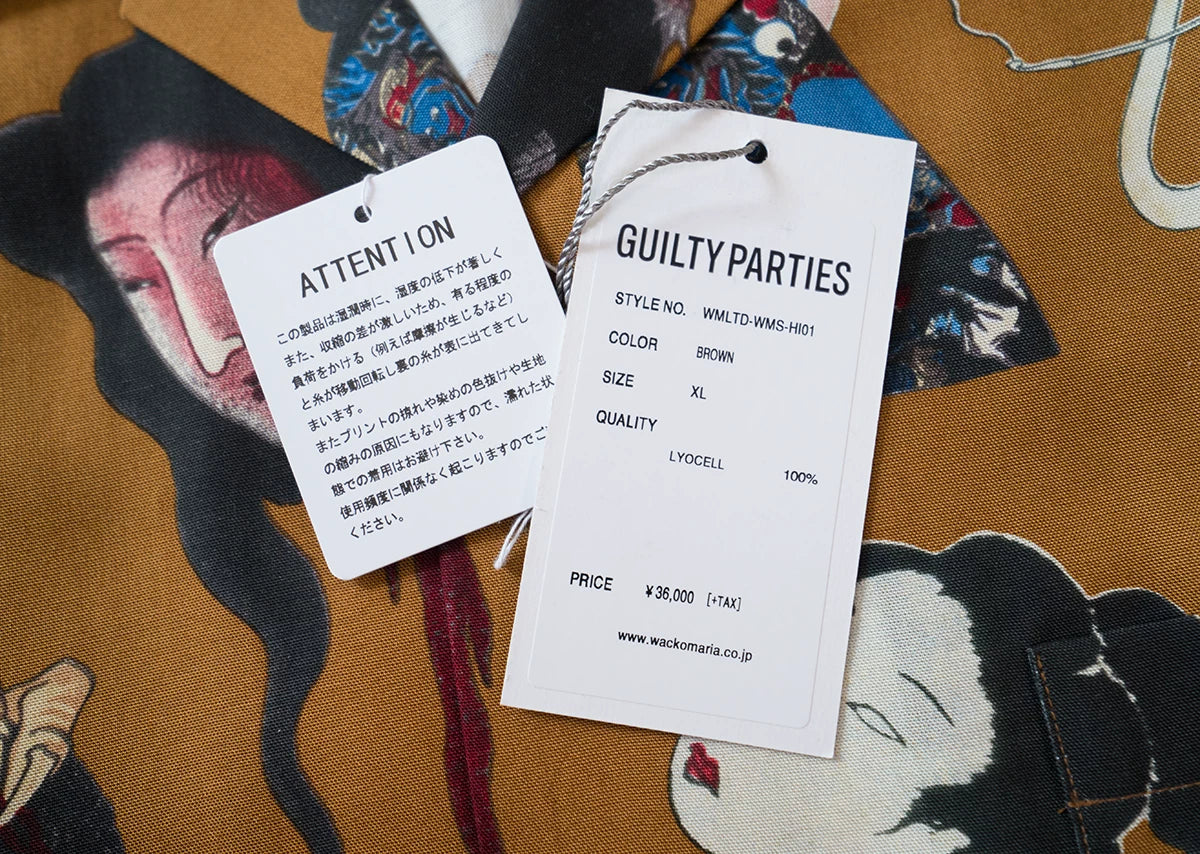 ATTENTION
この製品は湿潤時に、湿度の低下が著しく
また、収縮の差が激しいため、有る程度の
負荷をかける(例えば摩擦が生じるなど)
と糸が移動回転し裏の糸が表に出てきてし
まいます。
またプリントの掠れや染めの色抜けや生地
の縮みの原因にもなりますので、濡れた状
態での着用はお避け下さい。
使用頻度に関係なく起こりますのでご
ください。
GUILTY PARTIES
STYLE NO. WMLTD-WMS-HI01
COLOR BROWN
SIZE XL
QUALITY
LYOCELL 100%
PRICE ¥36,000 [+TAX]
www.wackomaria.co.jp